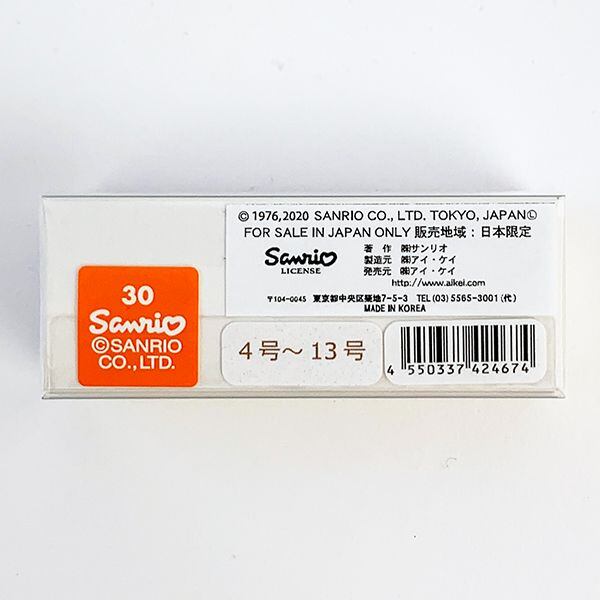 © 1976, 2020 SANRIO CO., LTD. TOKYO, JAPAN Ⓛ
FOR SALE IN JAPAN ONLY 販売地域：日本限定
Sanrio
LICENSE
著　作　㈱サンリオ
製造元　㈱アイ・ケイ
発売元　㈱アイ・ケイ
http://www.aikei.com
〒104-0045　東京都中央区築地7-5-3　TEL (03) 5565-3001 (代)
MADE IN KOREA
30
Sanrio
©SANRIO
CO., LTD.
4号～13号
4 550337 424674